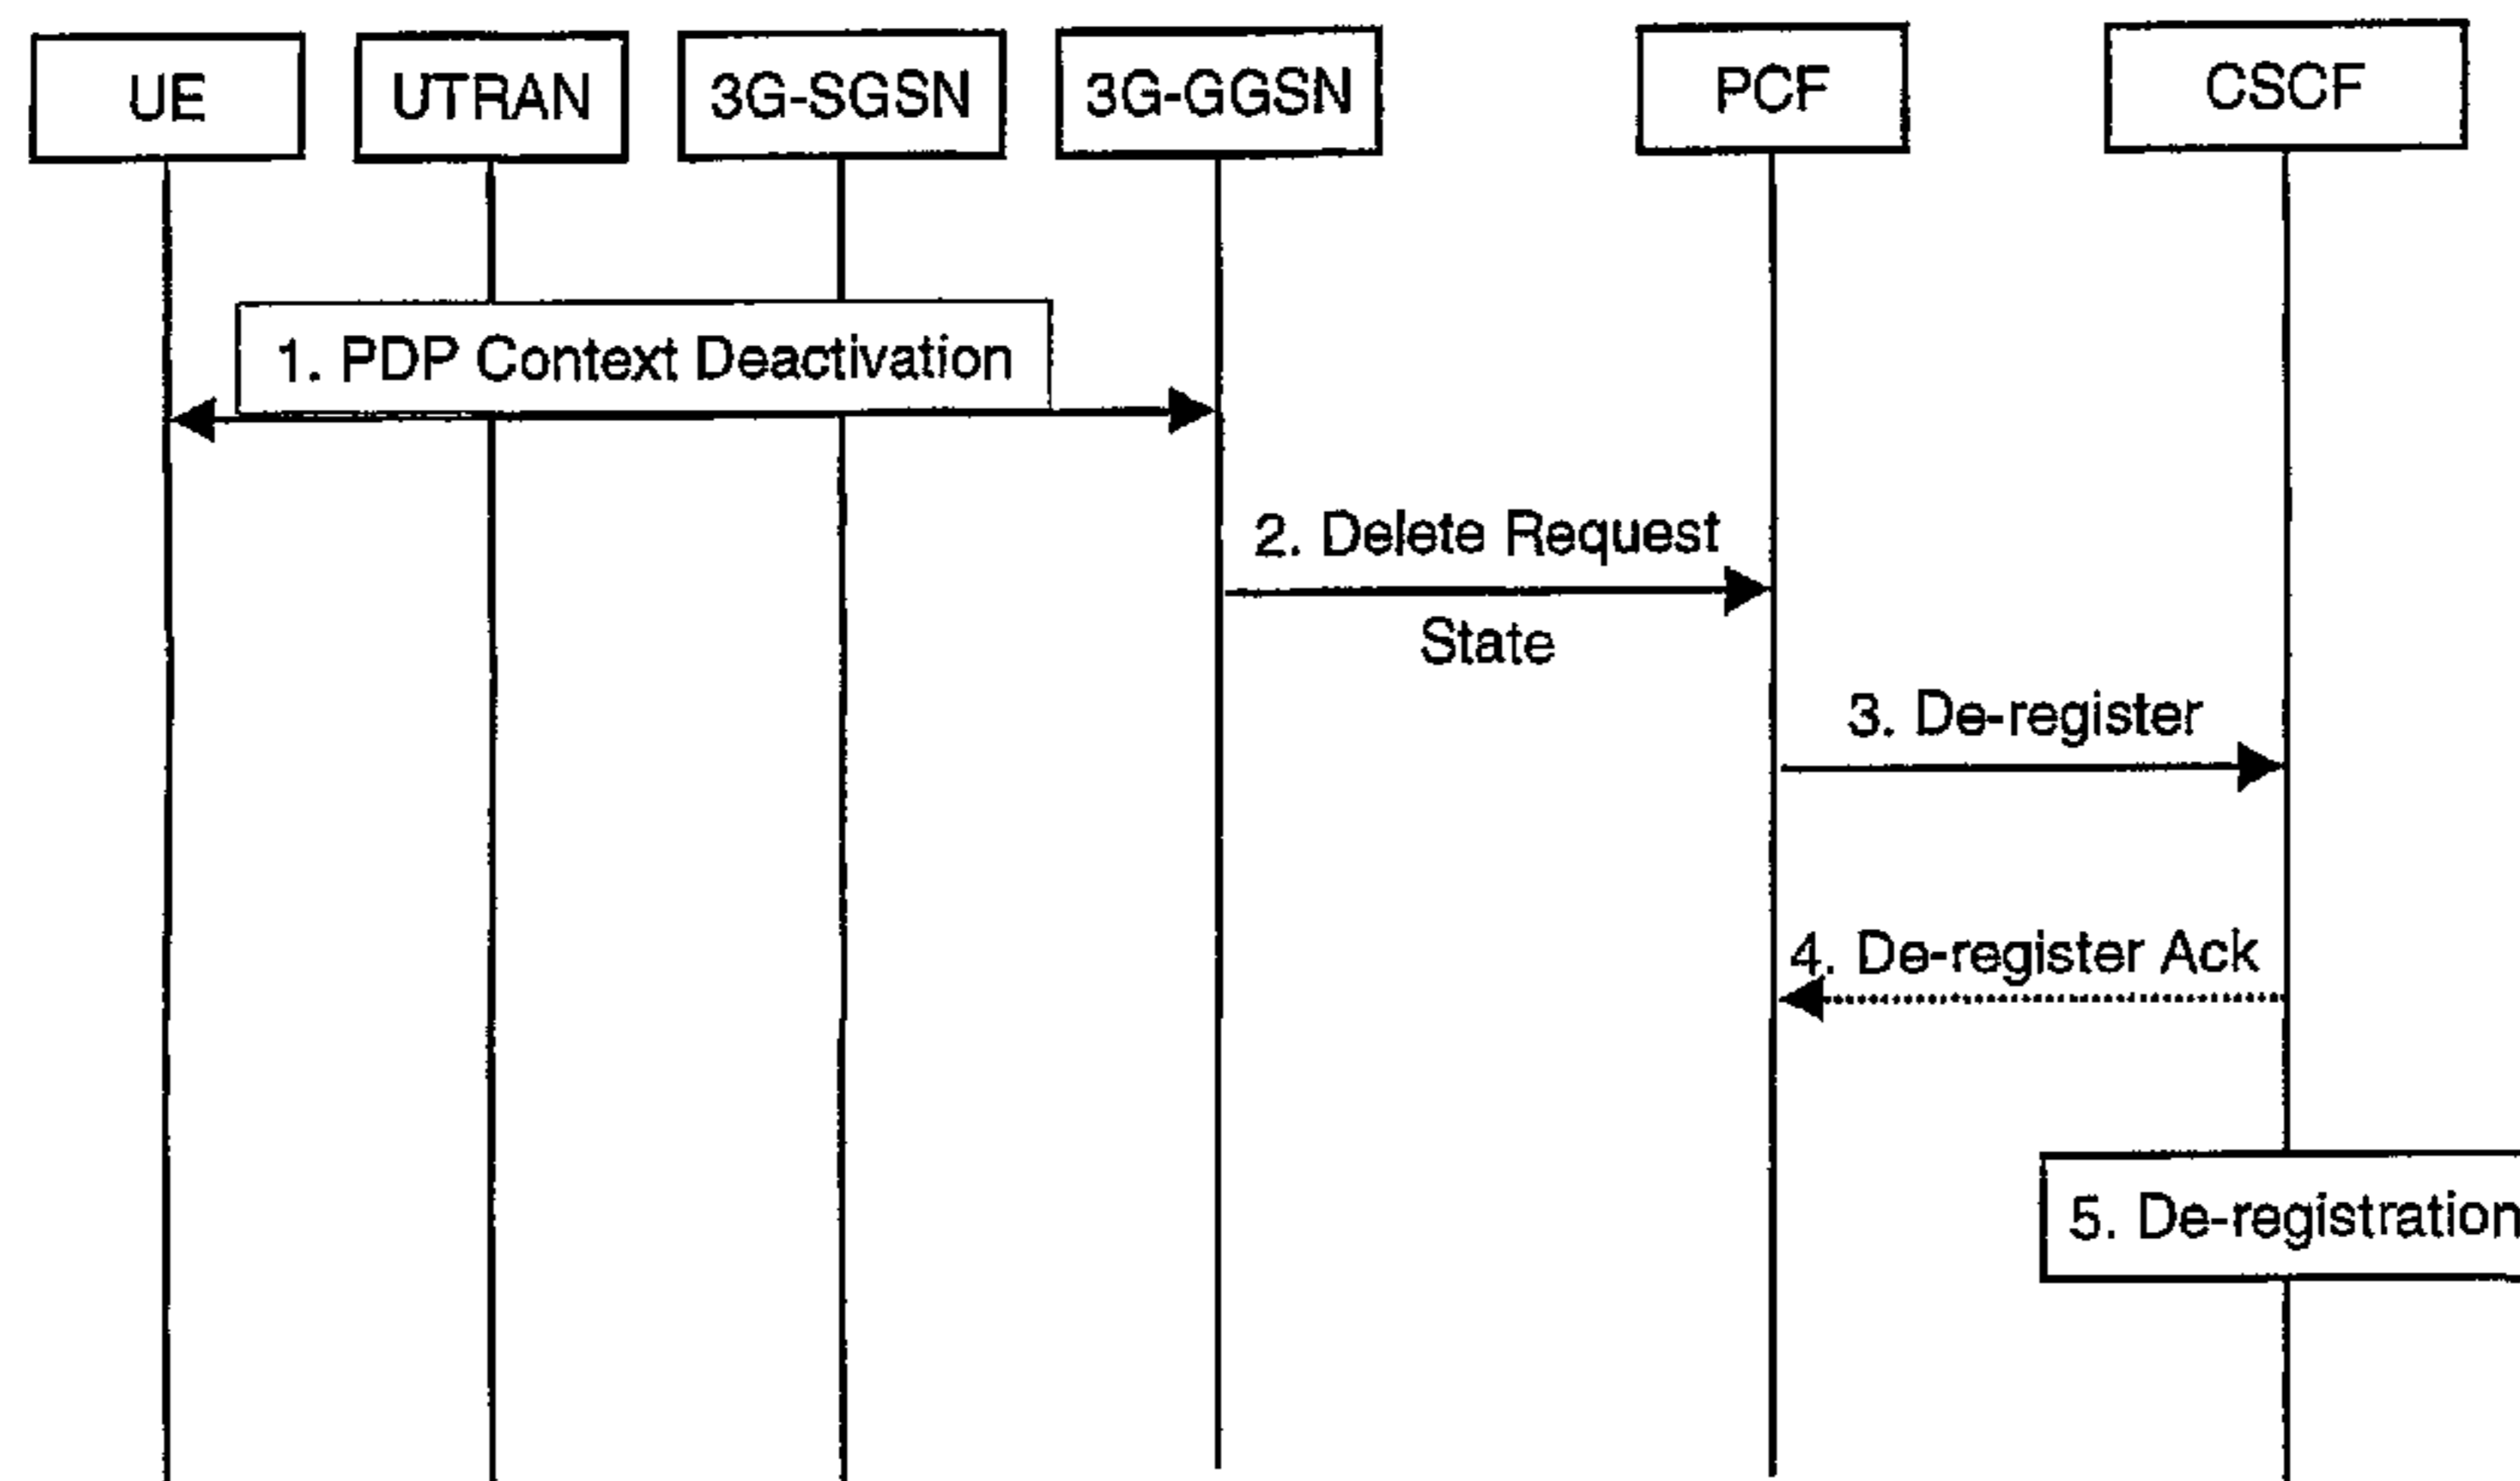 UE
UTRAN
3G-SGSN
3G-GGSN
PCF
CSCF
1. PDP Context Deactivation
2. Delete Request
State
3. De-register
4. De-register Ack
5. De-registration